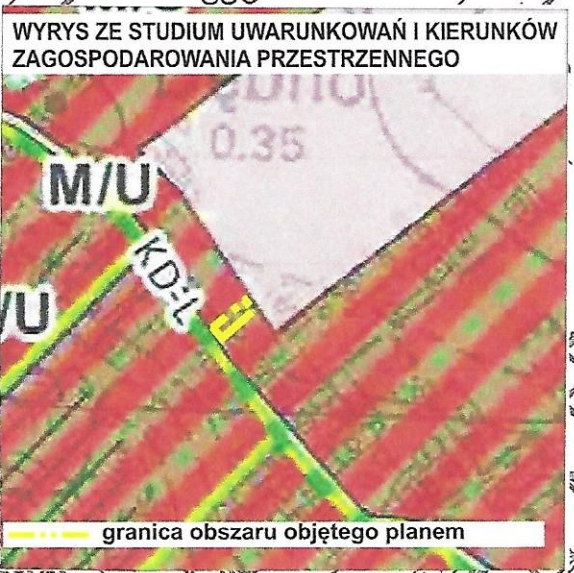 WYRYS ZE STUDIUM UWARUNKOWAŃ I KIERUNKÓW
ZAGOSPODAROWANIA PRZESTRZENNEGO
0.35
M/U
KD-L
/U
granica obszaru objętego planem